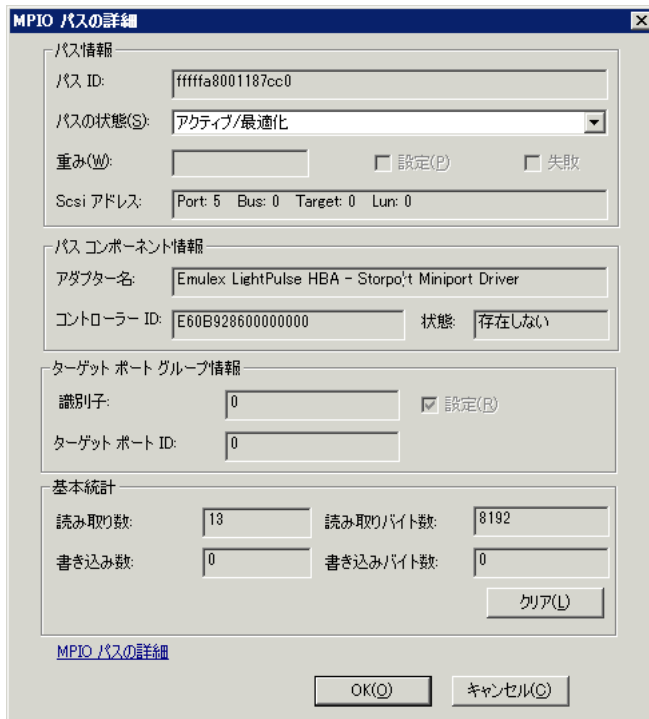 MPIO パスの詳細
パス情報
パス ID: fffffa8001187cc0
パスの状態(S): アクティブ/最適化
重み(W): 設定(P) 失敗
Scsi アドレス: Port: 5 Bus: 0 Target: 0 Lun: 0
パス コンポーネント情報
アダプター名: Emulex LightPulse HBA - Storport Miniport Driver
コントローラー ID: E60B928600000000 状態: 存在しない
ターゲット ポート グループ情報
識別子: 0 設定(R)
ターゲット ポート ID: 0
基本統計
読み取り数: 13 読み取りバイト数: 8192
書き込み数: 0 書き込みバイト数: 0
クリア(L)
MPIO パスの詳細
OK(O) キャンセル(C)